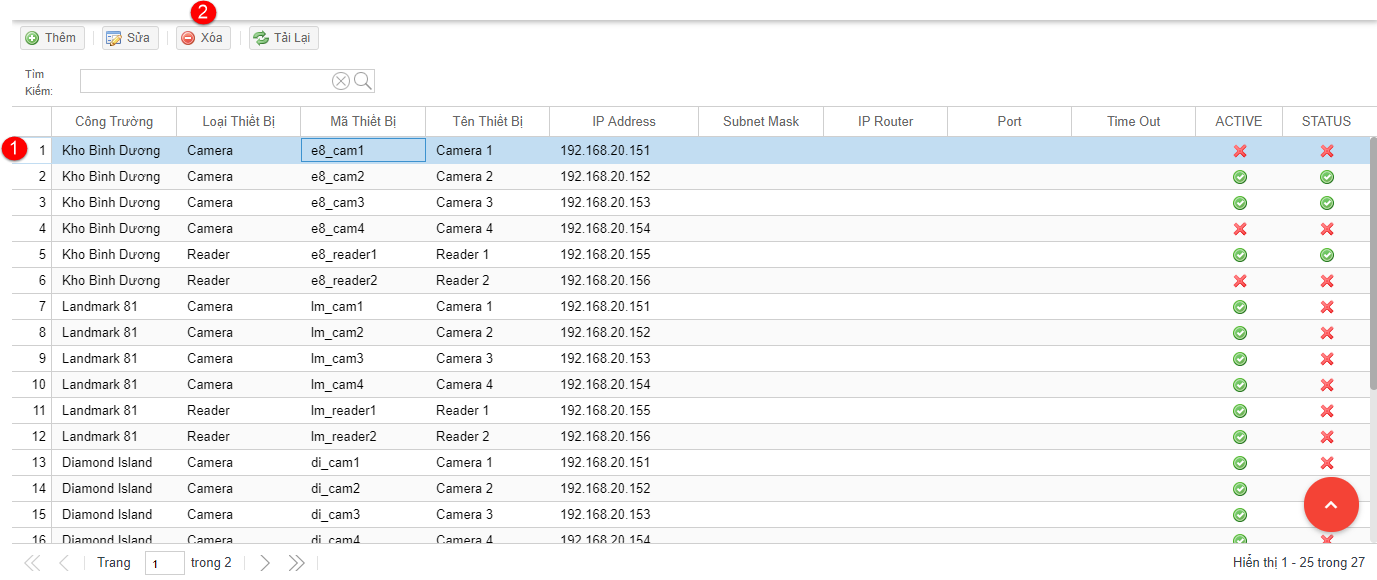 2
Thêm Sửa Xóa Tải Lại
Tìm
Kiếm:
Công Trường Loại Thiết Bị Mã Thiết Bị Tên Thiết Bị IP Address Subnet Mask IP Router Port Time Out ACTIVE STATUS
1 1 Kho Bình Dương Camera e8_cam1 Camera 1 192.168.20.151
2 Kho Bình Dương Camera e8_cam2 Camera 2 192.168.20.152
3 Kho Bình Dương Camera e8_cam3 Camera 3 192.168.20.153
4 Kho Bình Dương Camera e8_cam4 Camera 4 192.168.20.154
5 Kho Bình Dương Reader e8_reader1 Reader 1 192.168.20.155
6 Kho Bình Dương Reader e8_reader2 Reader 2 192.168.20.156
7 Landmark 81 Camera lm_cam1 Camera 1 192.168.20.151
8 Landmark 81 Camera lm_cam2 Camera 2 192.168.20.152
9 Landmark 81 Camera lm_cam3 Camera 3 192.168.20.153
10 Landmark 81 Camera lm_cam4 Camera 4 192.168.20.154
11 Landmark 81 Reader lm_reader1 Reader 1 192.168.20.155
12 Landmark 81 Reader lm_reader2 Reader 2 192.168.20.156
13 Diamond Island Camera di_cam1 Camera 1 192.168.20.151
14 Diamond Island Camera di_cam2 Camera 2 192.168.20.152
15 Diamond Island Camera di_cam3 Camera 3 192.168.20.153
16 Diamond Island Camera di_cam4 Camera 4 192.168.20.154
Trang 1 trong 2 Hiển thị 1 - 25 trong 27